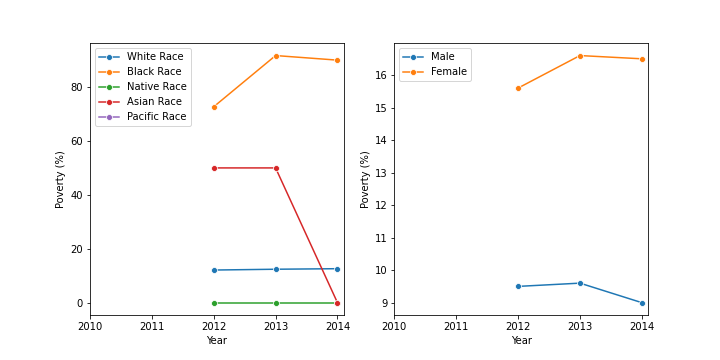 White Race
Black Race
Native Race
Asian Race
Pacific Race
80
60
40
20
0
Poverty (%)
2010 2011 2012 2013 2014
Year
Male
Female
16
15
14
13
12
11
10
9
Poverty (%)
2010 2011 2012 2013 2014
Year